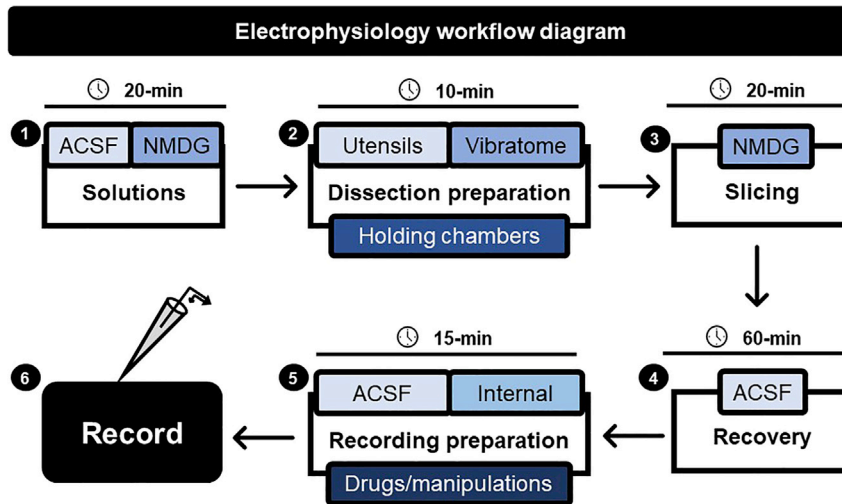 Electrophysiology workflow diagram
20-min
1
ACSF NMDG
Solutions
10-min
2
Utensils Vibratome
Dissection preparation
Holding chambers
20-min
3
NMDG
Slicing
60-min
4
ACSF
Recovery
15-min
5
ACSF Internal
Recording preparation
Drugs/manipulations
6
Record